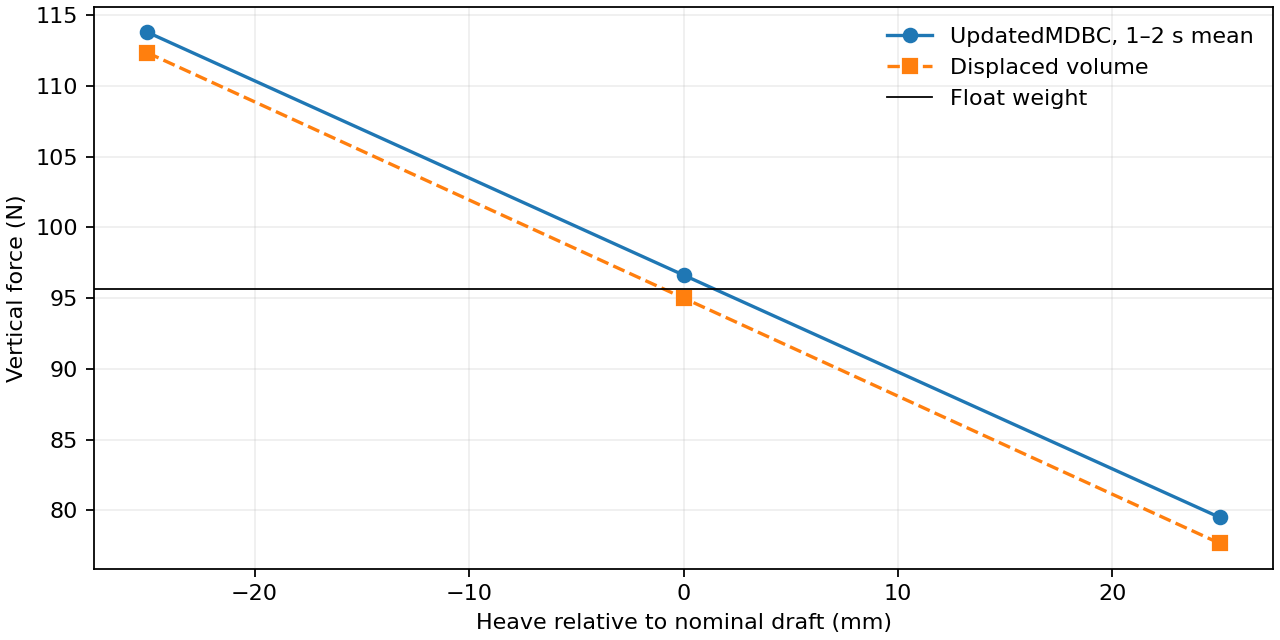 115
110
105
100
95
90
85
80
Vertical force (N)
UpdatedMDBC, 1–2 s mean
Displaced volume
Float weight
−20
−10
0
10
20
Heave relative to nominal draft (mm)